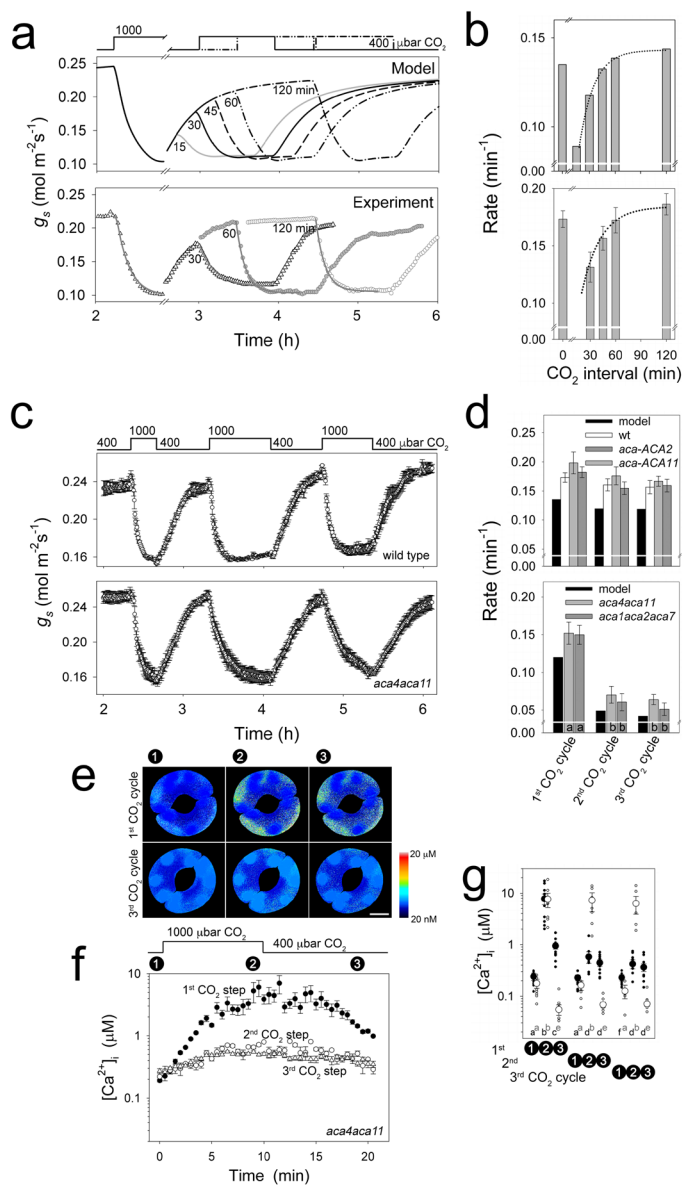 a
1000
400 μbar CO2
Model
0.25
0.20
0.15
0.10
15
30
45
60
120 min
gs (mol m-2s-1)
Experiment
0.25
0.20
0.15
0.10
30
60
120 min
2 3 4 5 6
Time (h)
b
0.15
0.10
0.00
Rate (min-1)
0.20
0.15
0.10
0.00
0 30 60 90 120
CO2 interval (min)
c
400 1000 400 1000 400 1000 400 μbar CO2
0.24
0.20
0.16
wild type
gs (mol m-2s-1)
0.24
0.20
0.16
aca4aca11
2 3 4 5 6
Time (h)
d
model
wt
aca-ACA2
aca-ACA11
0.25
0.20
0.15
0.10
0.05
0.00
Rate (min-1)
model
aca4aca11
aca1aca2aca7
0.20
0.15
0.10
0.05
0.00
a a b b b b
1st CO2 cycle
2nd CO2 cycle
3rd CO2 cycle
e
1 2 3
1st CO2 cycle
3rd CO2 cycle
20 μM
20 nM
f
1000 μbar CO2
400 μbar CO2
1 2 3
10
1
0.1
[Ca2+]i (μM)
1st CO2 step
2nd CO2 step
3rd CO2 step
aca4aca11
0 5 10 15 20
Time (min)
g
10
1
0.1
[Ca2+]i (μM)
1st 1 2 3
2nd 1 2 3
3rd CO2 cycle 1 2 3